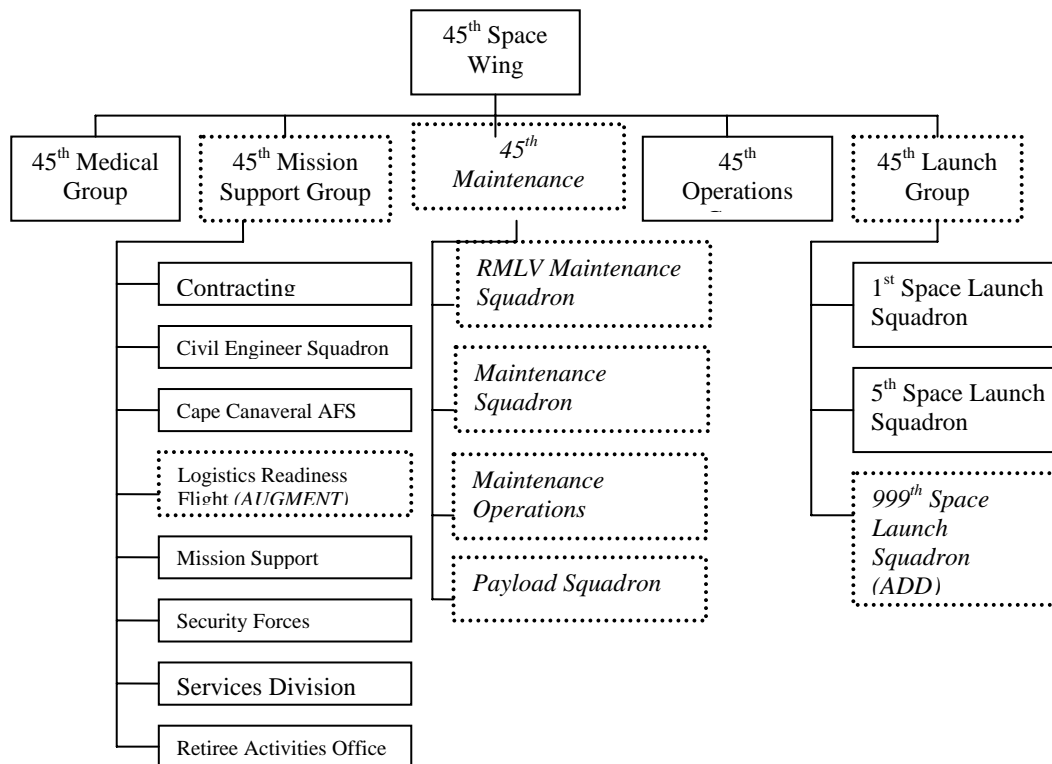 45th Space
Wing
45th Medical
Group
45th Mission
Support Group
45th
Maintenance
45th
Operations
45th Launch
Group
Contracting
Civil Engineer Squadron
Cape Canaveral AFS
Logistics Readiness
Flight (AUGMENT)
Mission Support
Security Forces
Services Division
Retiree Activities Office
RMLV Maintenance
Squadron
Maintenance
Squadron
Maintenance
Operations
Payload Squadron
1st Space Launch
Squadron
5th Space Launch
Squadron
999th Space
Launch
Squadron
(ADD)